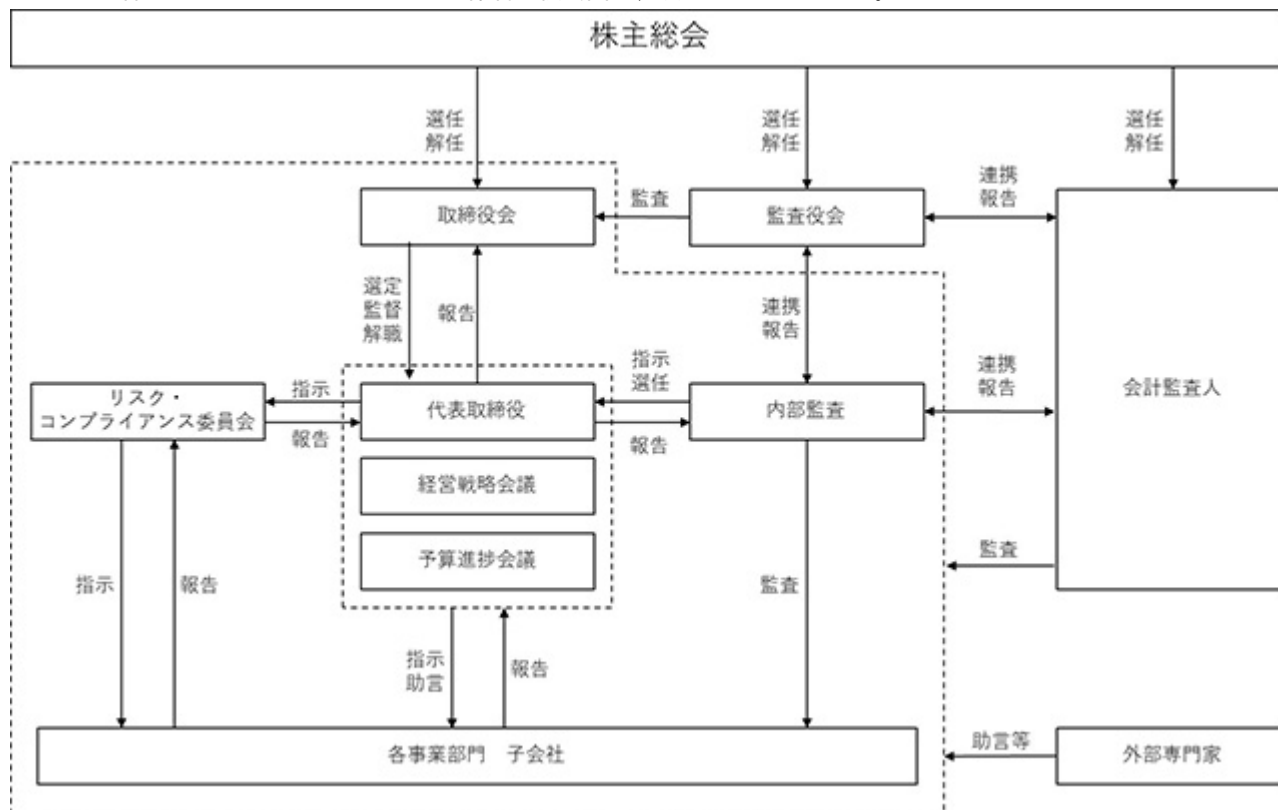 株主総会
選任
解任
選任
解任
選任
解任
取締役会
監査
監査役会
連携
報告
選定
監督
解職
報告
連携
報告
リスク・
コンプライアンス委員会
指示
報告
代表取締役
指示
選任
報告
内部監査
連携
報告
会計監査人
経営戦略会議
予算進捗会議
指示
報告
監査
監査
指示
助言
報告
各事業部門 子会社
助言等
外部専門家